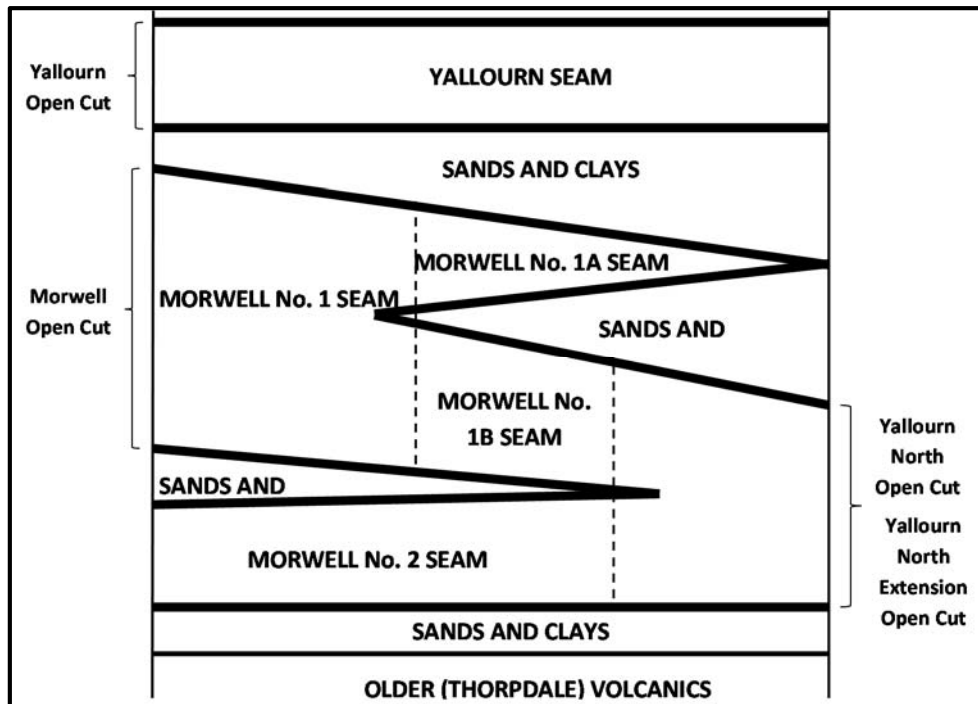 YALLOURN SEAM
Yallourn
Open Cut
SANDS AND CLAYS
MORWELL No. 1A SEAM
MORWELL No. 1 SEAM
Morwell
Open Cut
SANDS AND
MORWELL No.
1B SEAM
Yallourn
North
Open Cut
Yallourn
North
Extension
Open Cut
SANDS AND
MORWELL No. 2 SEAM
SANDS AND CLAYS
OLDER (THORPDALE) VOLCANICS